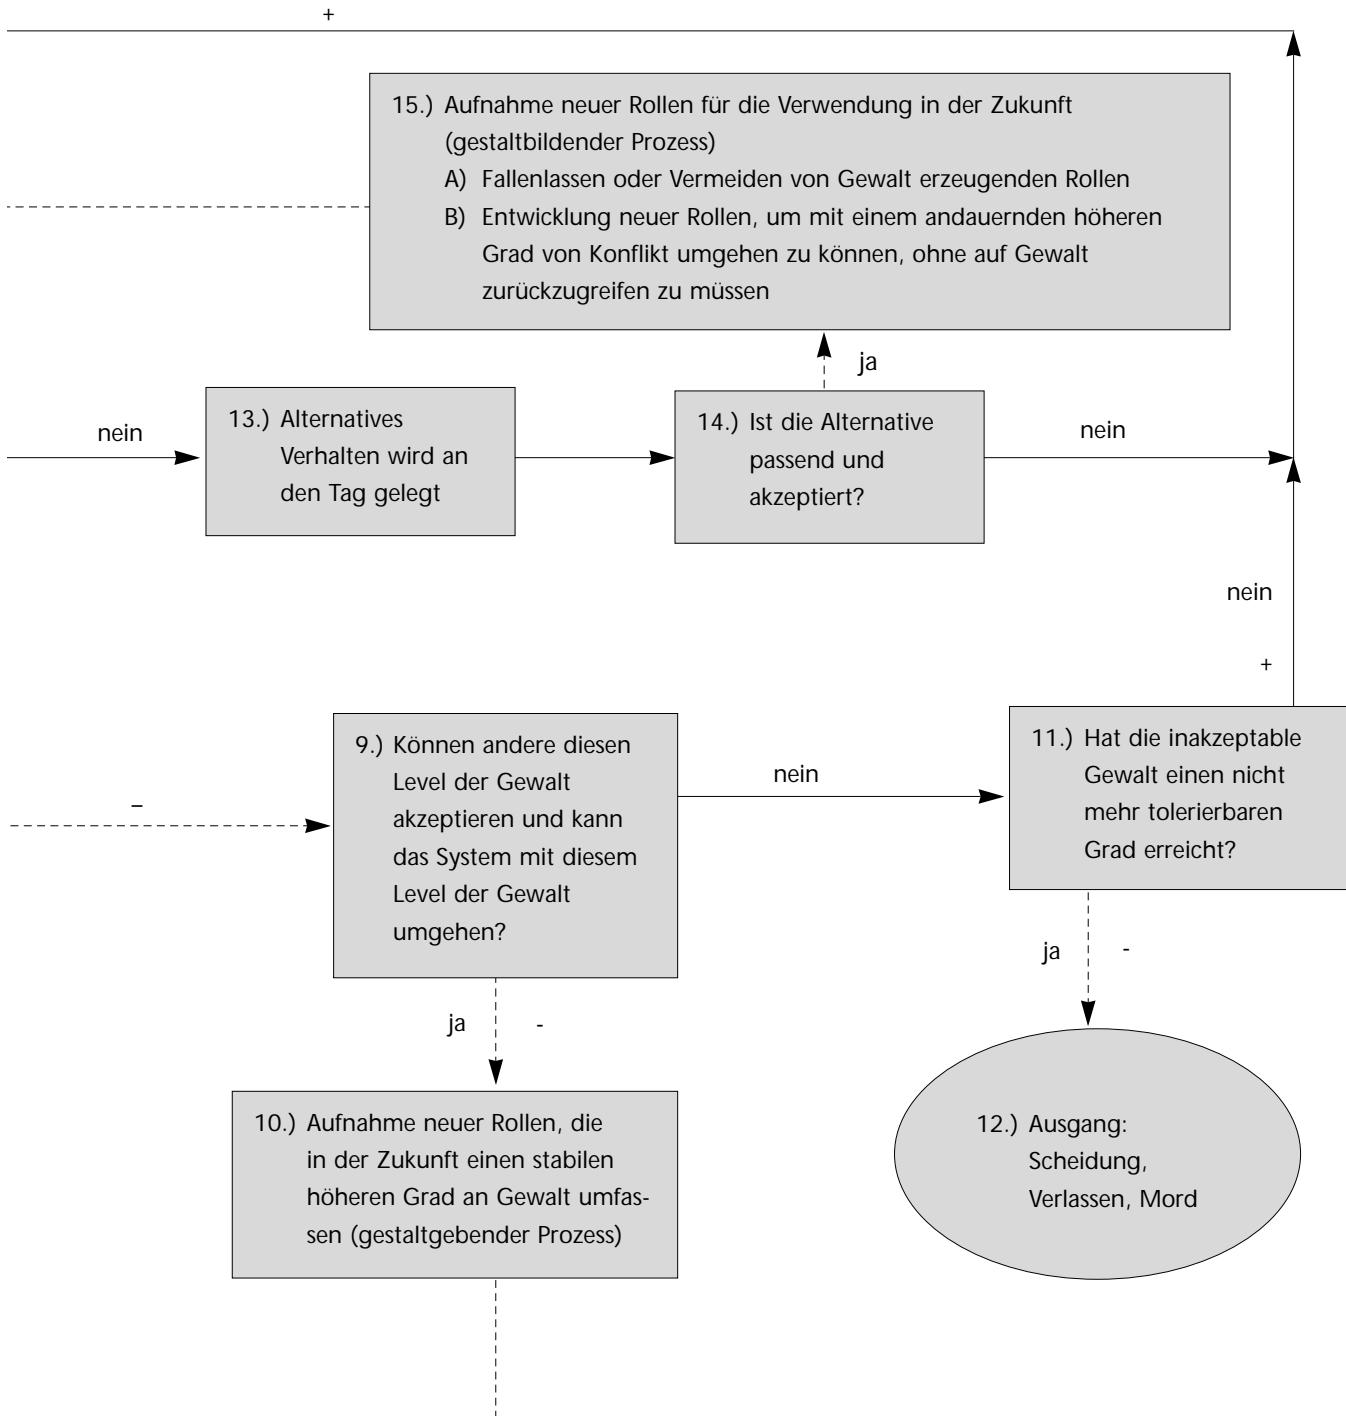 +
15.) Aufnahme neuer Rollen für die Verwendung in der Zukunft
(gestaltbildender Prozess)
A) Fallenlassen oder Vermeiden von Gewalt erzeugenden Rollen
B) Entwicklung neuer Rollen, um mit einem andauernden höheren
Grad von Konflikt umgehen zu können, ohne auf Gewalt
zurückzugreifen zu müssen
ja
nein
13.) Alternatives
Verhalten wird an
den Tag gelegt
14.) Ist die Alternative
passend und
akzeptiert?
nein
nein
+
–
9.) Können andere diesen
Level der Gewalt
akzeptieren und kann
das System mit diesem
Level der Gewalt
umgehen?
nein
11.) Hat die inakzeptable
Gewalt einen nicht
mehr tolerierbaren
Grad erreicht?
ja -
ja -
10.) Aufnahme neuer Rollen, die
in der Zukunft einen stabilen
höheren Grad an Gewalt umfas-
sen (gestaltgebender Prozess)
12.) Ausgang:
Scheidung,
Verlassen, Mord